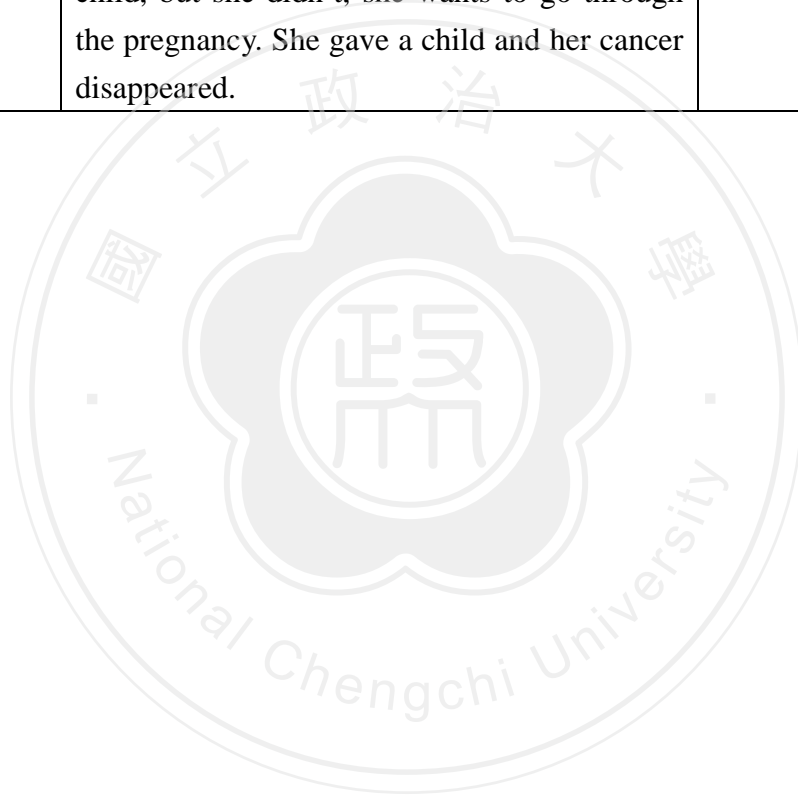 child, but she didn't, she wants to go through
the pregnancy. She gave a child and her cancer
disappeared.
國立政治大學
政大
National Chengchi University